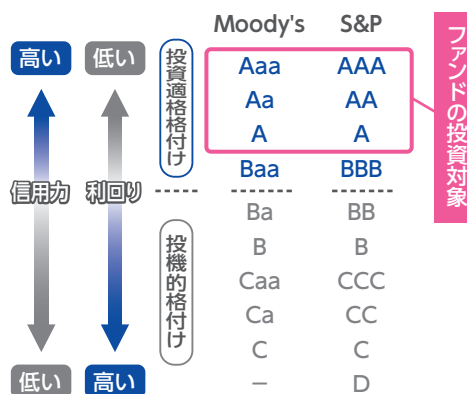 Moody's S&P
高い 低い
投資適格格付け
Aaa AAA
Aa AA
A A
Baa BBB
ファンドの投資対象
信用力 利回り
Ba BB
投機的格付け
B B
Caa CCC
Ca CC
C C
– D
低い 高い